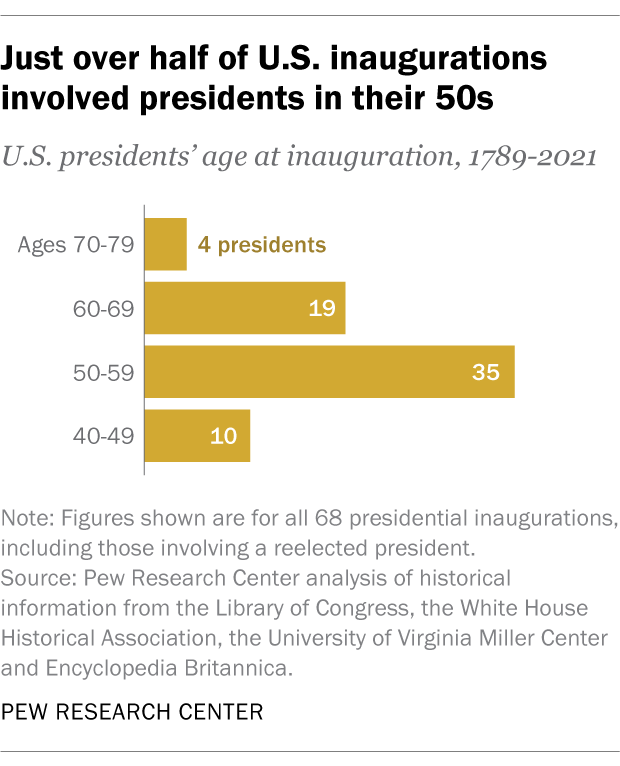 Just over half of U.S. inaugurations
involved presidents in their 50s
U.S. presidents’ age at inauguration, 1789-2021
Ages 70-79 4 presidents
60-69 19
50-59 35
40-49 10
Note: Figures shown are for all 68 presidential inaugurations,
including those involving a reelected president.
Source: Pew Research Center analysis of historical
information from the Library of Congress, the White House
Historical Association, the University of Virginia Miller Center
and Encyclopedia Britannica.
PEW RESEARCH CENTER